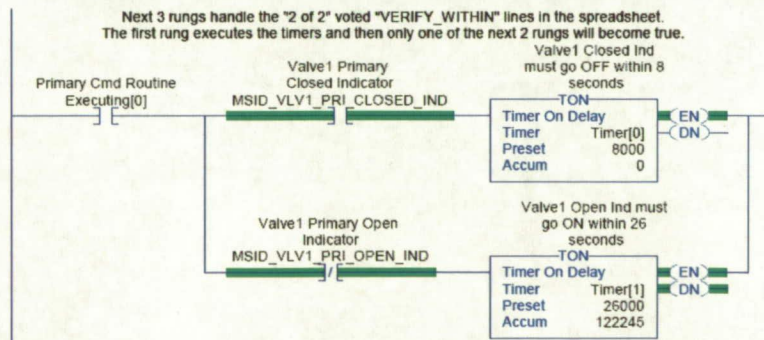 Next 3 rungs handle the "2 of 2" voted "VERIFY_WITHIN" lines in the spreadsheet.
The first rung executes the timers and then only one of the next 2 rungs will become true.
Primary Cmd Routine
Executing[0]
Valve1 Primary
Closed Indicator
MSID_VLV1_PRI_CLOSED_IND
Valve1 Closed Ind
must go OFF within 8
seconds
TON
Timer On Delay
Timer Timer[0]
Preset 8000
Accum 0
EN
DN
Valve1 Primary Open
Indicator
MSID_VLV1_PRI_OPEN_IND
Valve1 Open Ind must
go ON within 26
seconds
TON
Timer On Delay
Timer Timer[1]
Preset 26000
Accum 122245
EN
DN